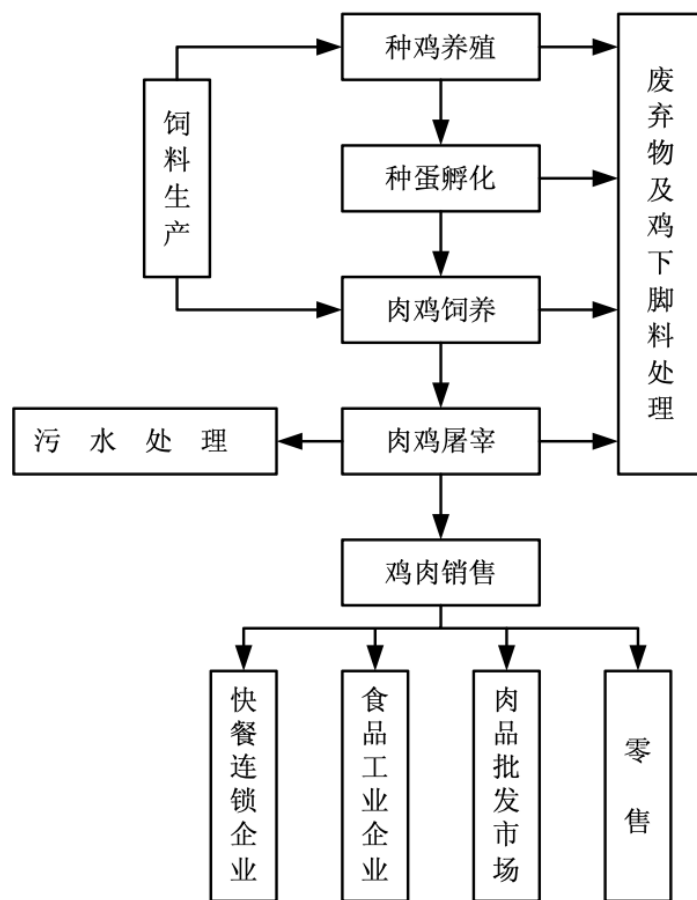 种鸡养殖
饲料生产
种蛋孵化
废弃物及鸡下脚料处理
肉鸡饲养
污水处理
肉鸡屠宰
鸡肉销售
快餐连锁企业
食品工业企业
肉品批发市场
零售